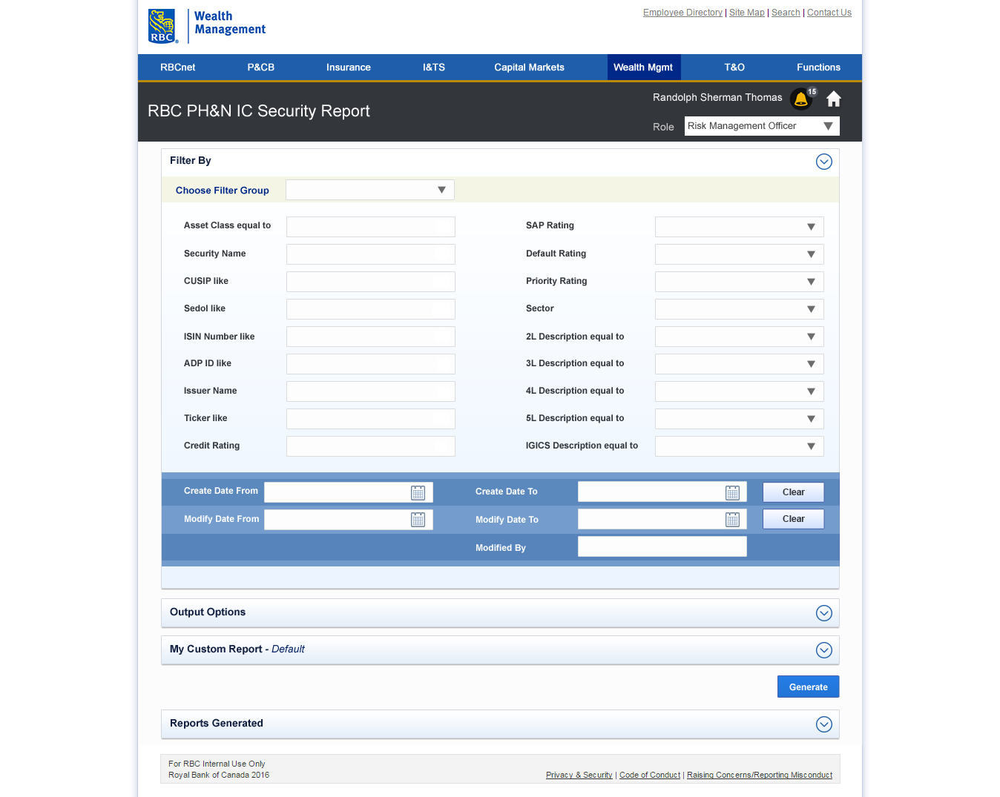 RBC
Wealth
Management
Employee Directory | Site Map | Search | Contact Us
RBCnet P&CB Insurance I&TS Capital Markets Wealth Mgmt T&O Functions
RBC PH&N IC Security Report
Randolph Sherman Thomas 15
Role Risk Management Officer
Filter By
Choose Filter Group
Asset Class equal to SAP Rating
Security Name Default Rating
CUSIP like Priority Rating
Sedol like Sector
ISIN Number like 2L Description equal to
ADP ID like 3L Description equal to
Issuer Name 4L Description equal to
Ticker like 5L Description equal to
Credit Rating IGICS Description equal to
Create Date From Create Date To Clear
Modify Date From Modify Date To Clear
Modified By
Output Options
My Custom Report - Default
Generate
Reports Generated
For RBC Internal Use Only
Royal Bank of Canada 2016
Privacy & Security | Code of Conduct | Raising Concerns/Reporting Misconduct